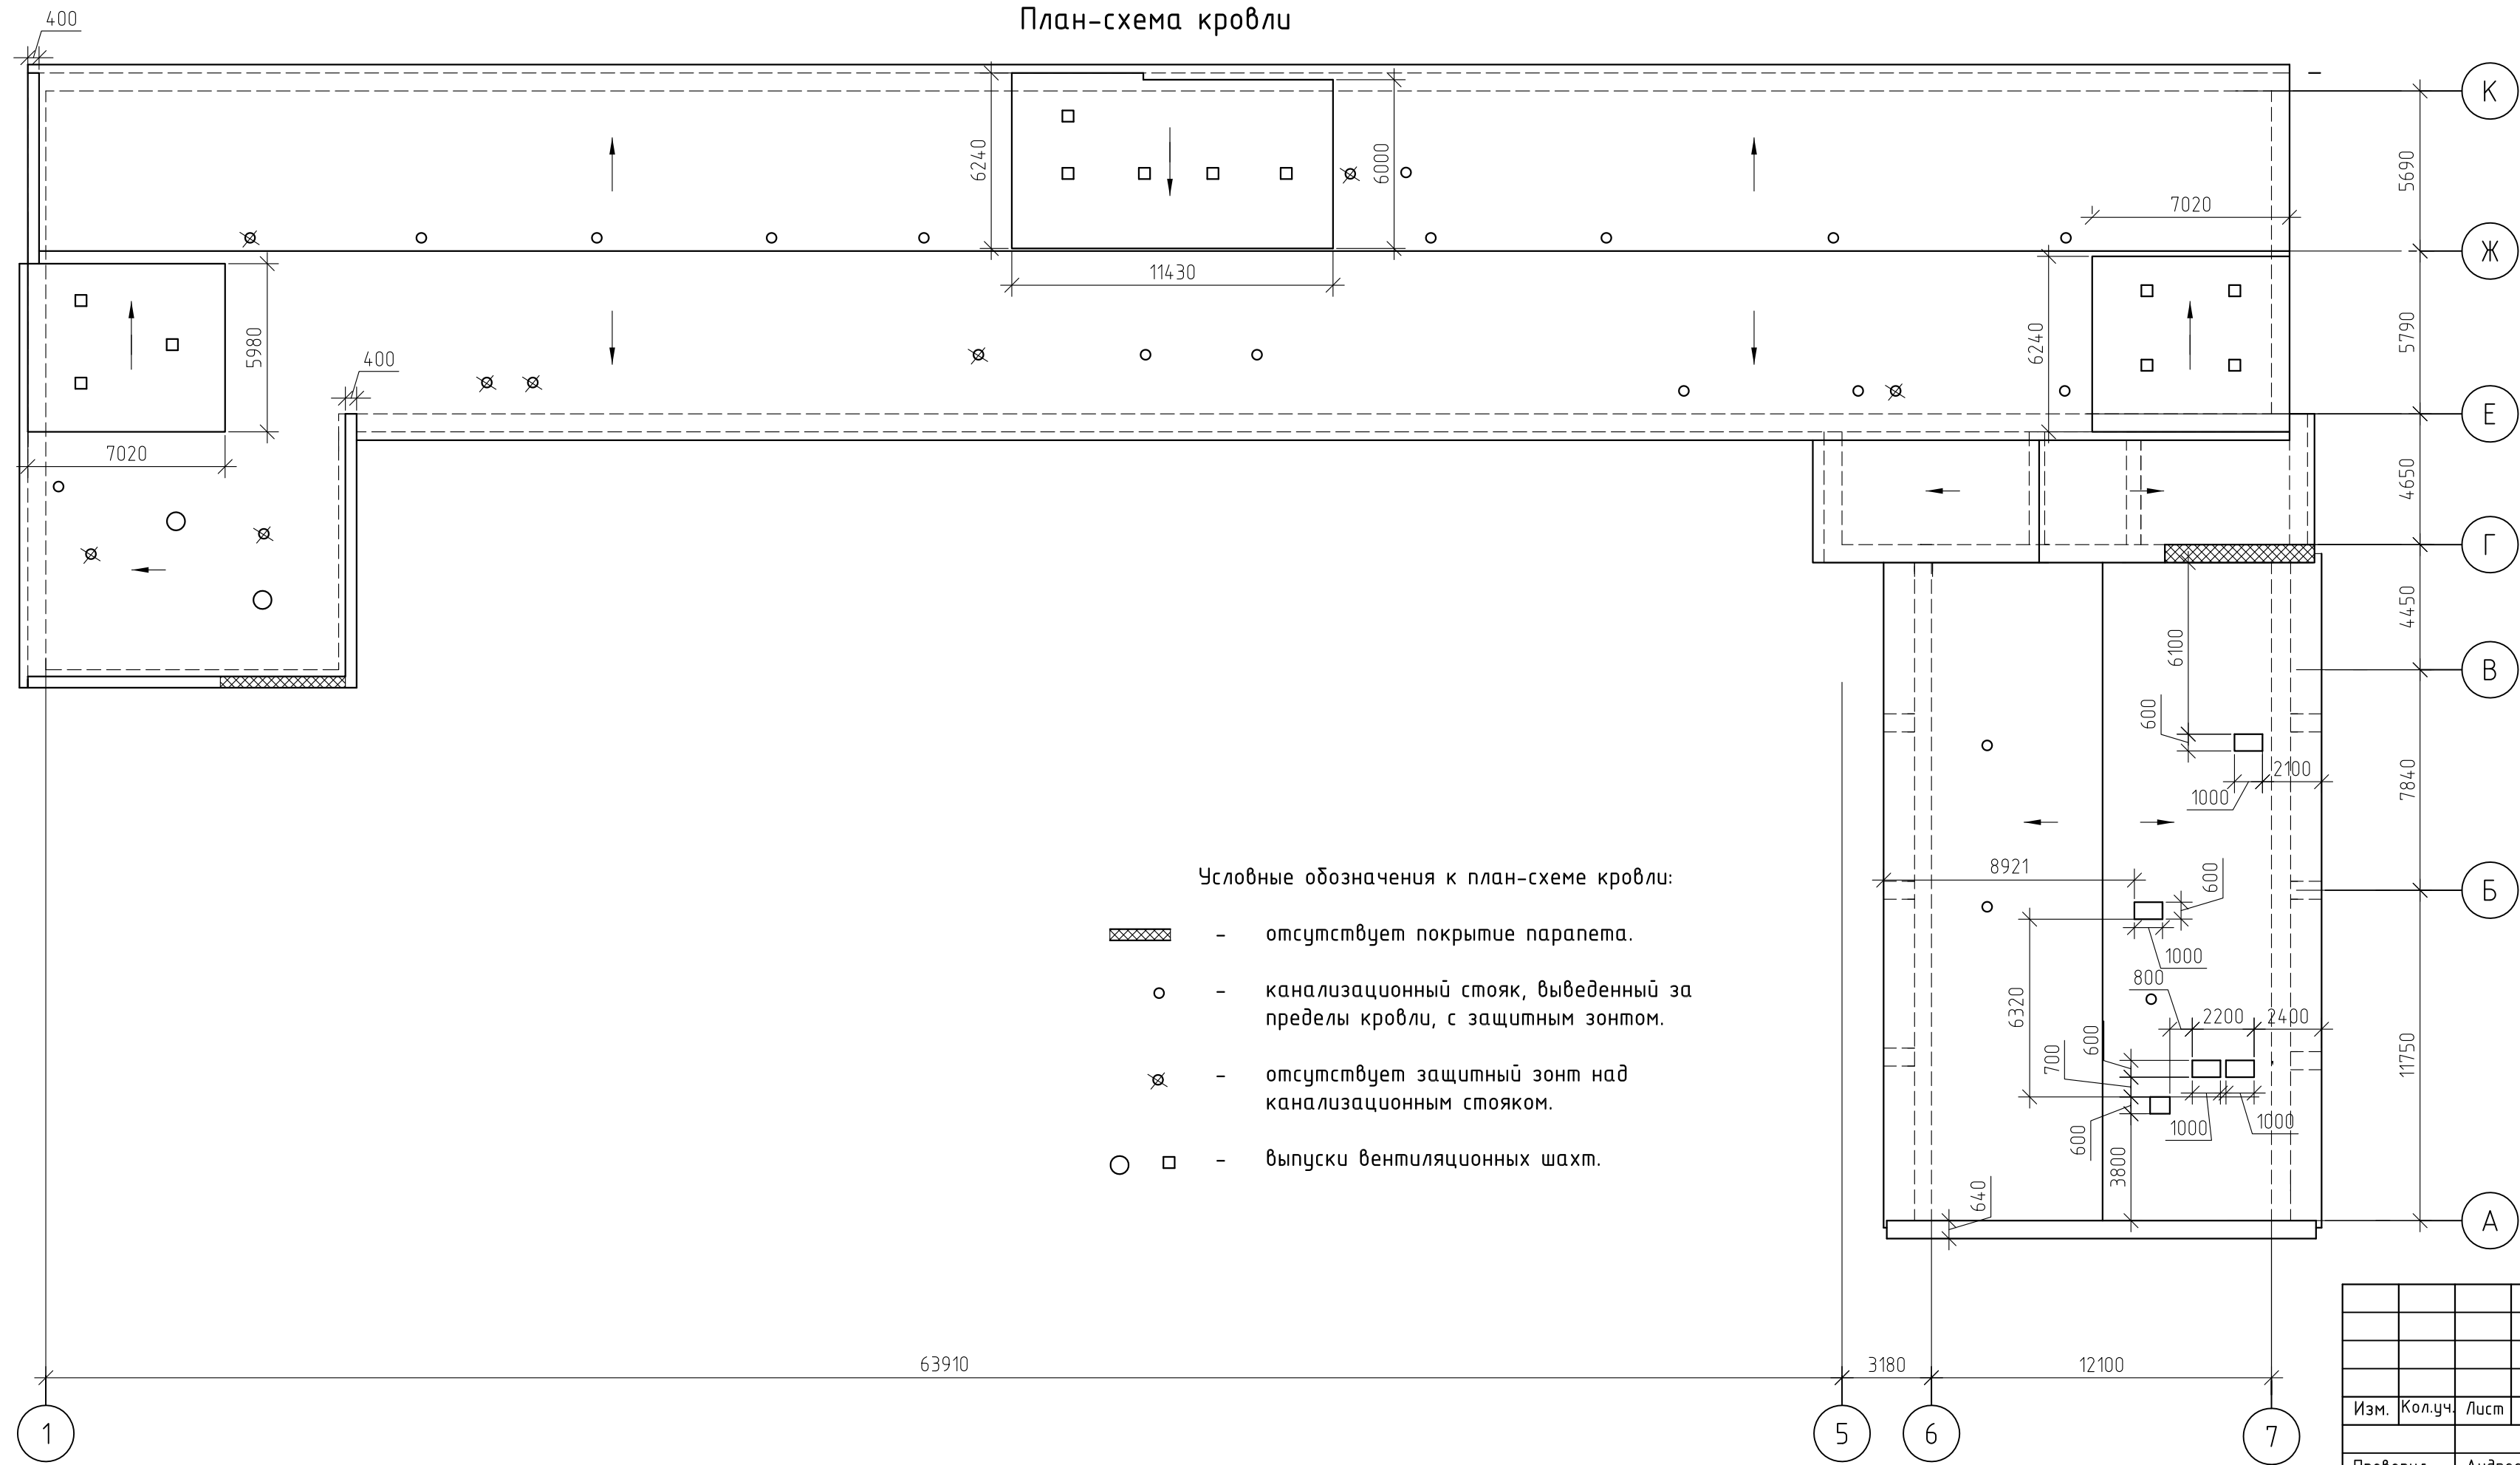 План-схема кровли
400
К
6240
6000
5690
7020
Ж
11430
5980
400
6240
5790
Е
7020
4650
Г
4450
6100
В
600
2100
1000
7840
Условные обозначения к план-схеме кровли:
8921
600
Б
- отсутствует покрытие парапета.
1000
800
- канализационный стояк, выведенный за
пределы кровли, с защитным зонтом.
6320
2200
2400
600
700
11750
- отсутствует защитный зонт над
канализационным стояком.
1000
1000
600
3800
- выпуски вентиляционных шахт.
640
А
63910
3180
12100
Изм.
Кол.уч.
Лист
1
5
6
7